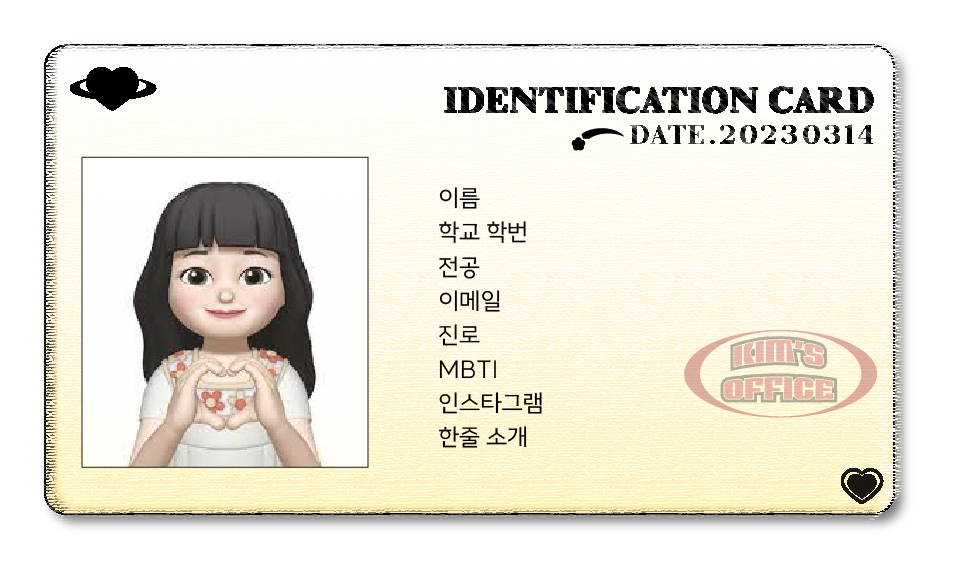 IDENTIFICATION CARD
DATE.20230314
이름
학교 학번
전공
이메일
진로
MBTI
인스타그램
한줄 소개
KIM'S
OFFICE